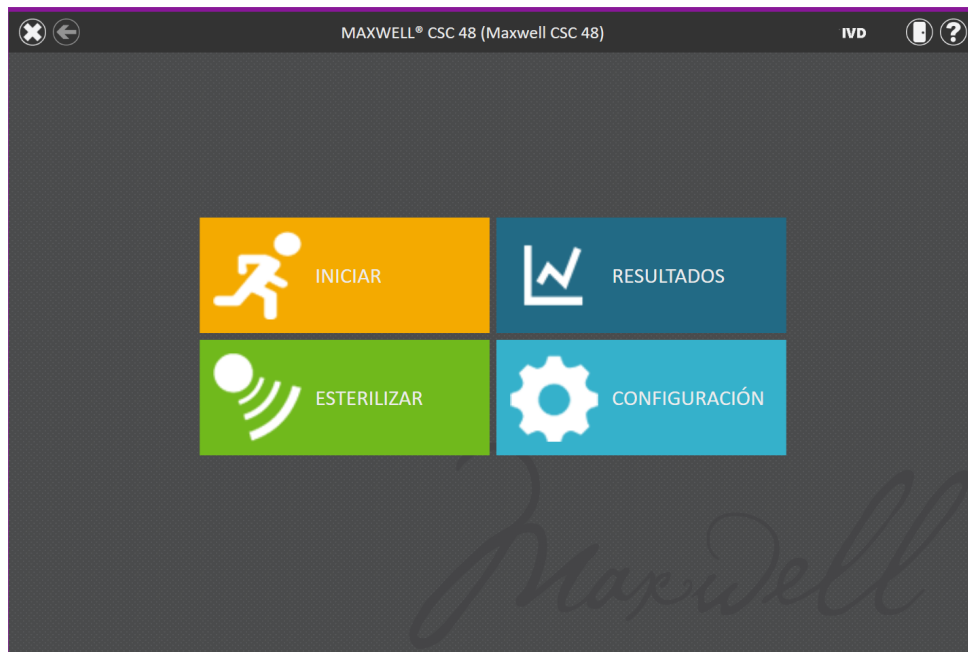 MAXWELL® CSC 48 (Maxwell CSC 48)
IVD
?
INICIAR
RESULTADOS
ESTERILIZAR
CONFIGURACIÓN
Maxwell